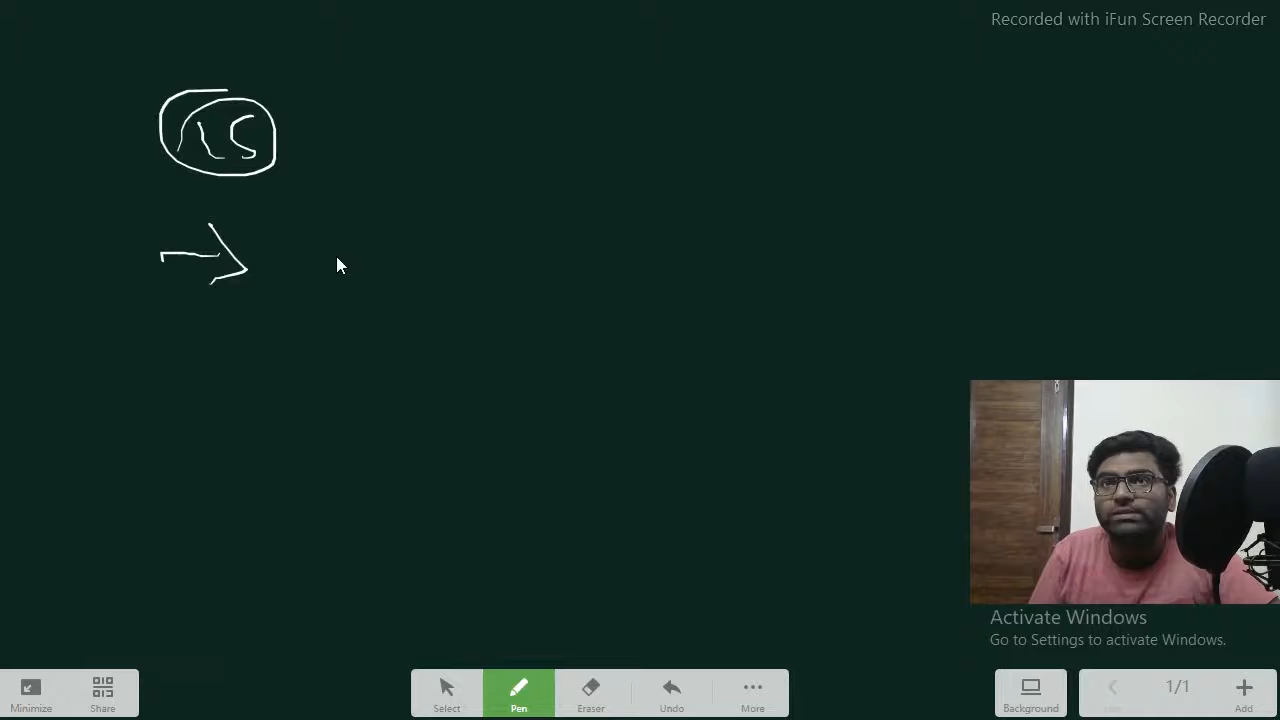 Recorded with iFun Screen Recorder
Activate Windows
Go to Settings to activate Windows.
Minimize
Share
Select
Pen
Eraser
Undo
More
Background
1/1
Add